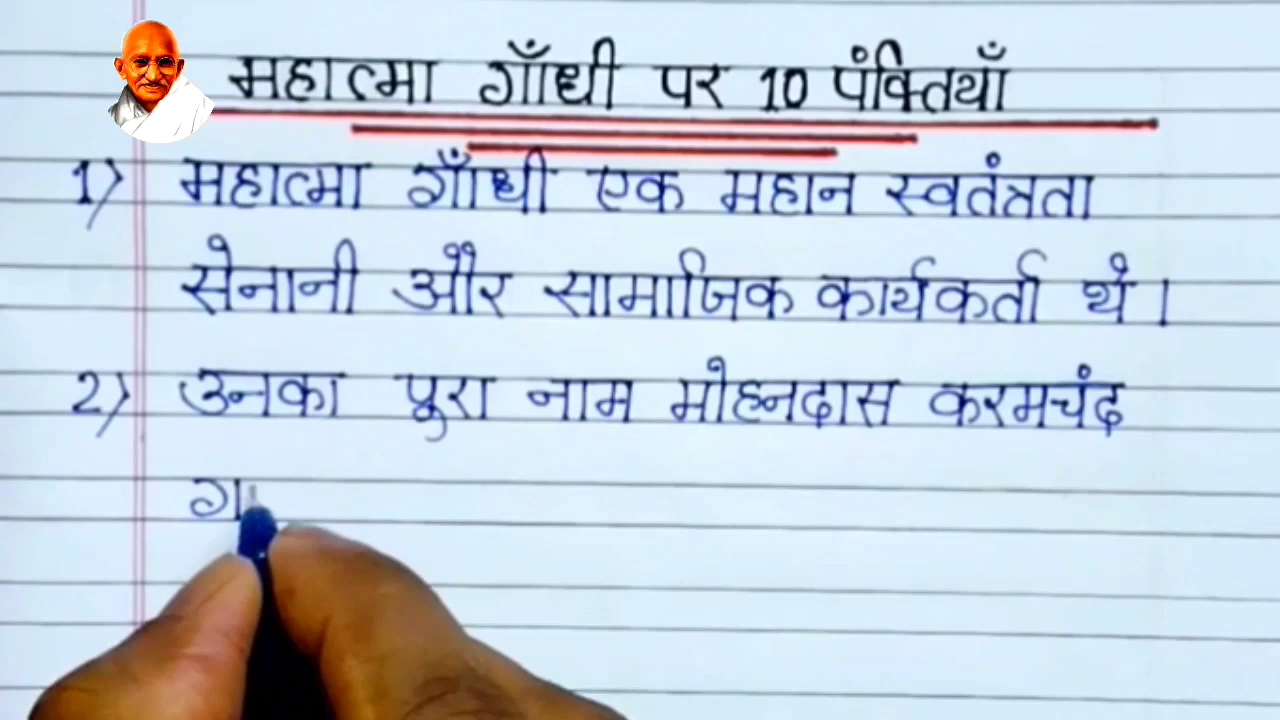 महात्मा गाँधी पर 10 पंक्तियाँ
1) महात्मा गाँधी एक महान स्वतंत्रता
सेनानी और सामाजिक कार्यकर्ता थे।
2) उनका पूरा नाम मोहनदास करमचंद
ग